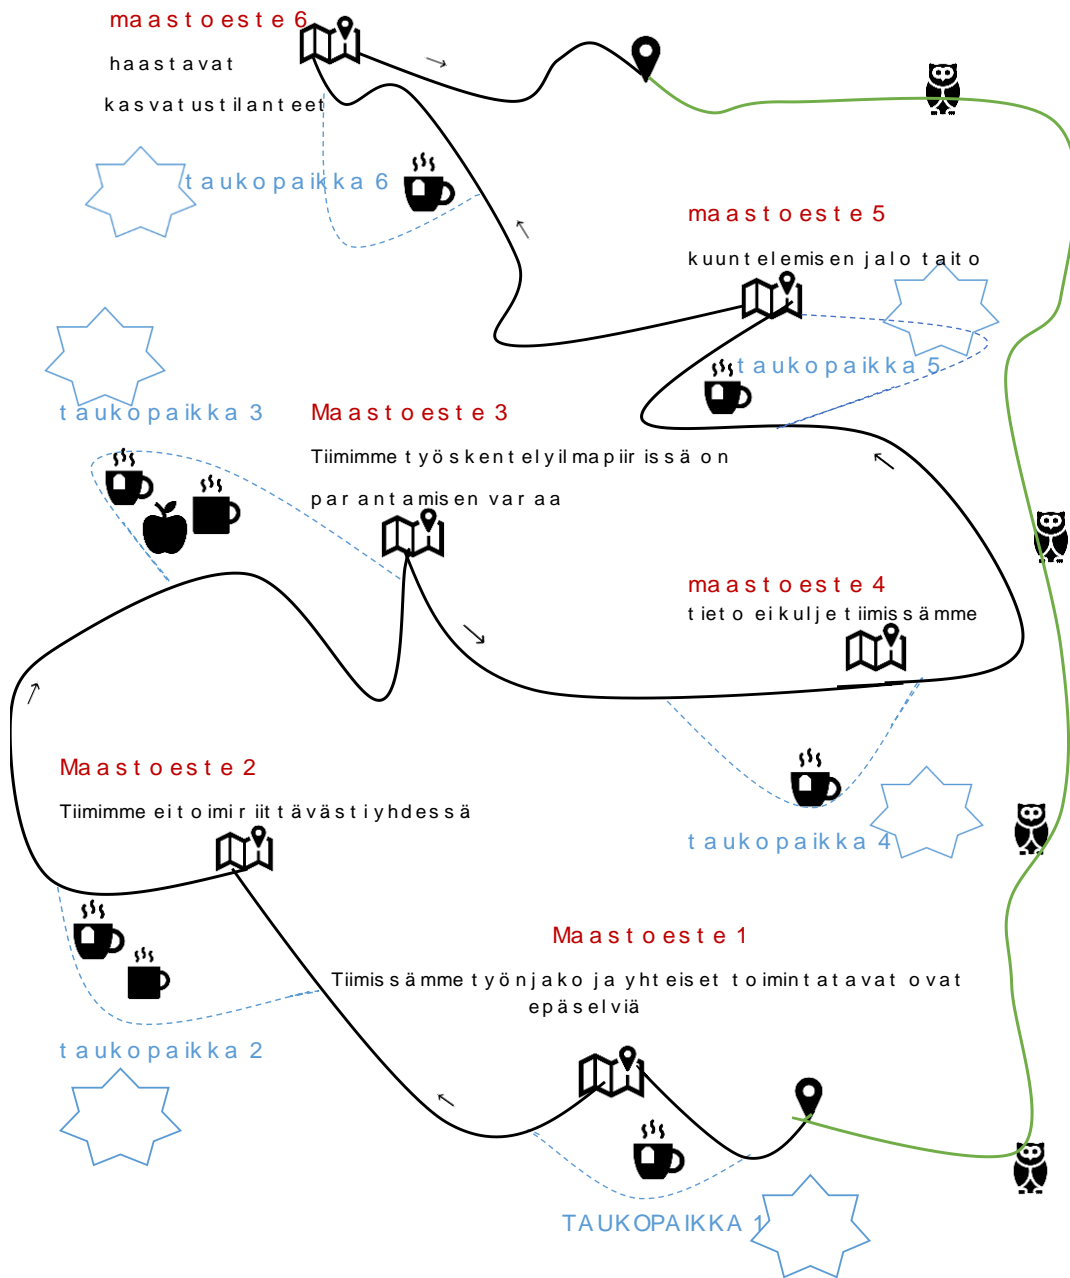 maastoeste 6
haastavat
kasvatustilanteet
taukopaikka 6
maastoeste 5
kuuntelemisen jalo taito
taukopaikka 5
taukopaikka 3
Maastoeste 3
Tiimimme työskentelyilmapiirissä on
parantamisen varaa
maastoeste 4
tieto ei kulje tiimissämme
Maastoeste 2
Tiimimme ei toimi riittävästi yhdessä
taukopaikka 4
Maastoeste 1
Tiimissämme työnjako ja yhteiset toimintatavat ovat
epäselviä
taukopaikka 2
TAUKOPAIKKA 1